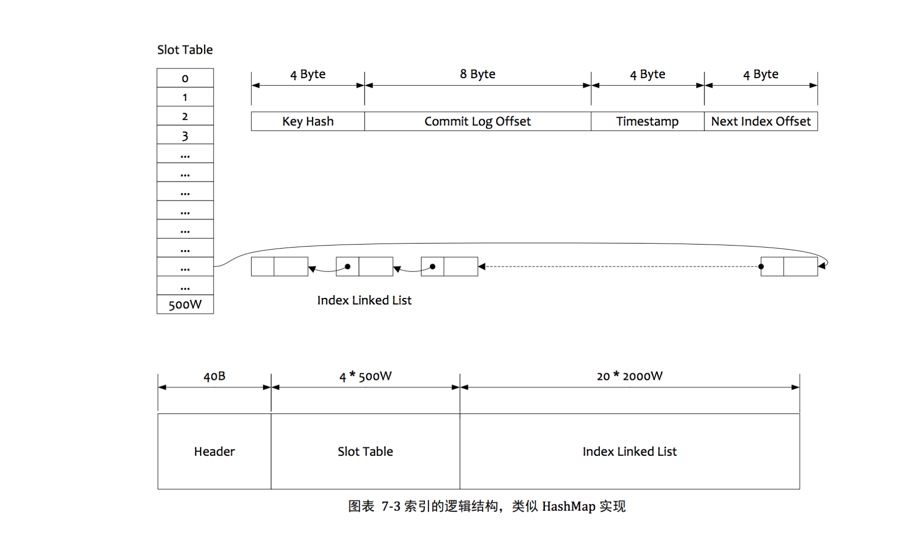 Slot Table
0
1
2
3
...
...
...
...
...
...
...
...
500W
4 Byte
8 Byte
4 Byte
4 Byte
Key Hash
Commit Log Offset
Timestamp
Next Index Offset
Index Linked List
40B
4 * 500W
20 * 2000W
Header
Slot Table
Index Linked List
图表 7-3 索引的逻辑结构，类似 HashMap 实现